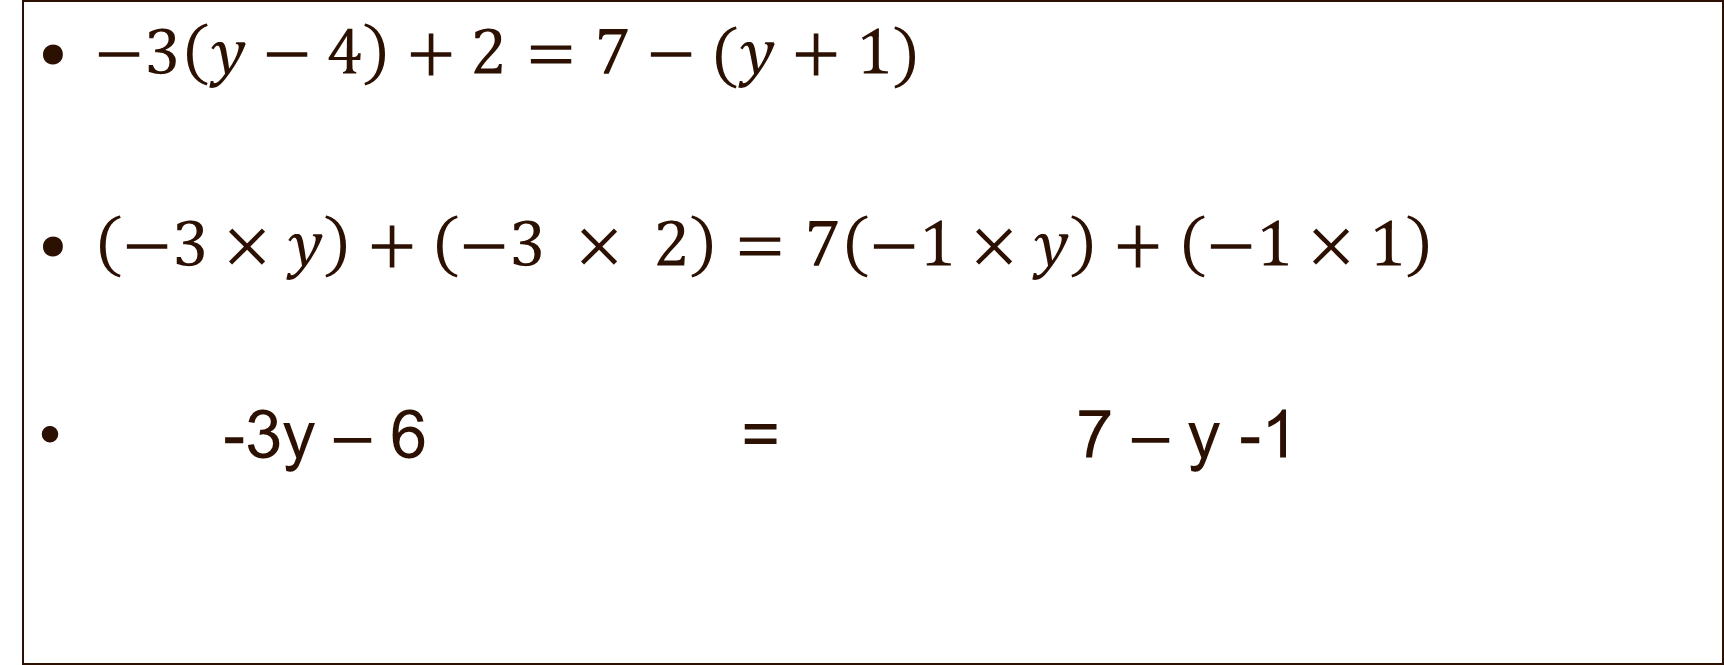 • −3(𝑦 − 4) + 2 = 7 − (𝑦 + 1)
• (−3 × 𝑦) + (−3 × 2) = 7(−1 × 𝑦) + (−1 × 1)
• -3y – 6 = 7 – y -1